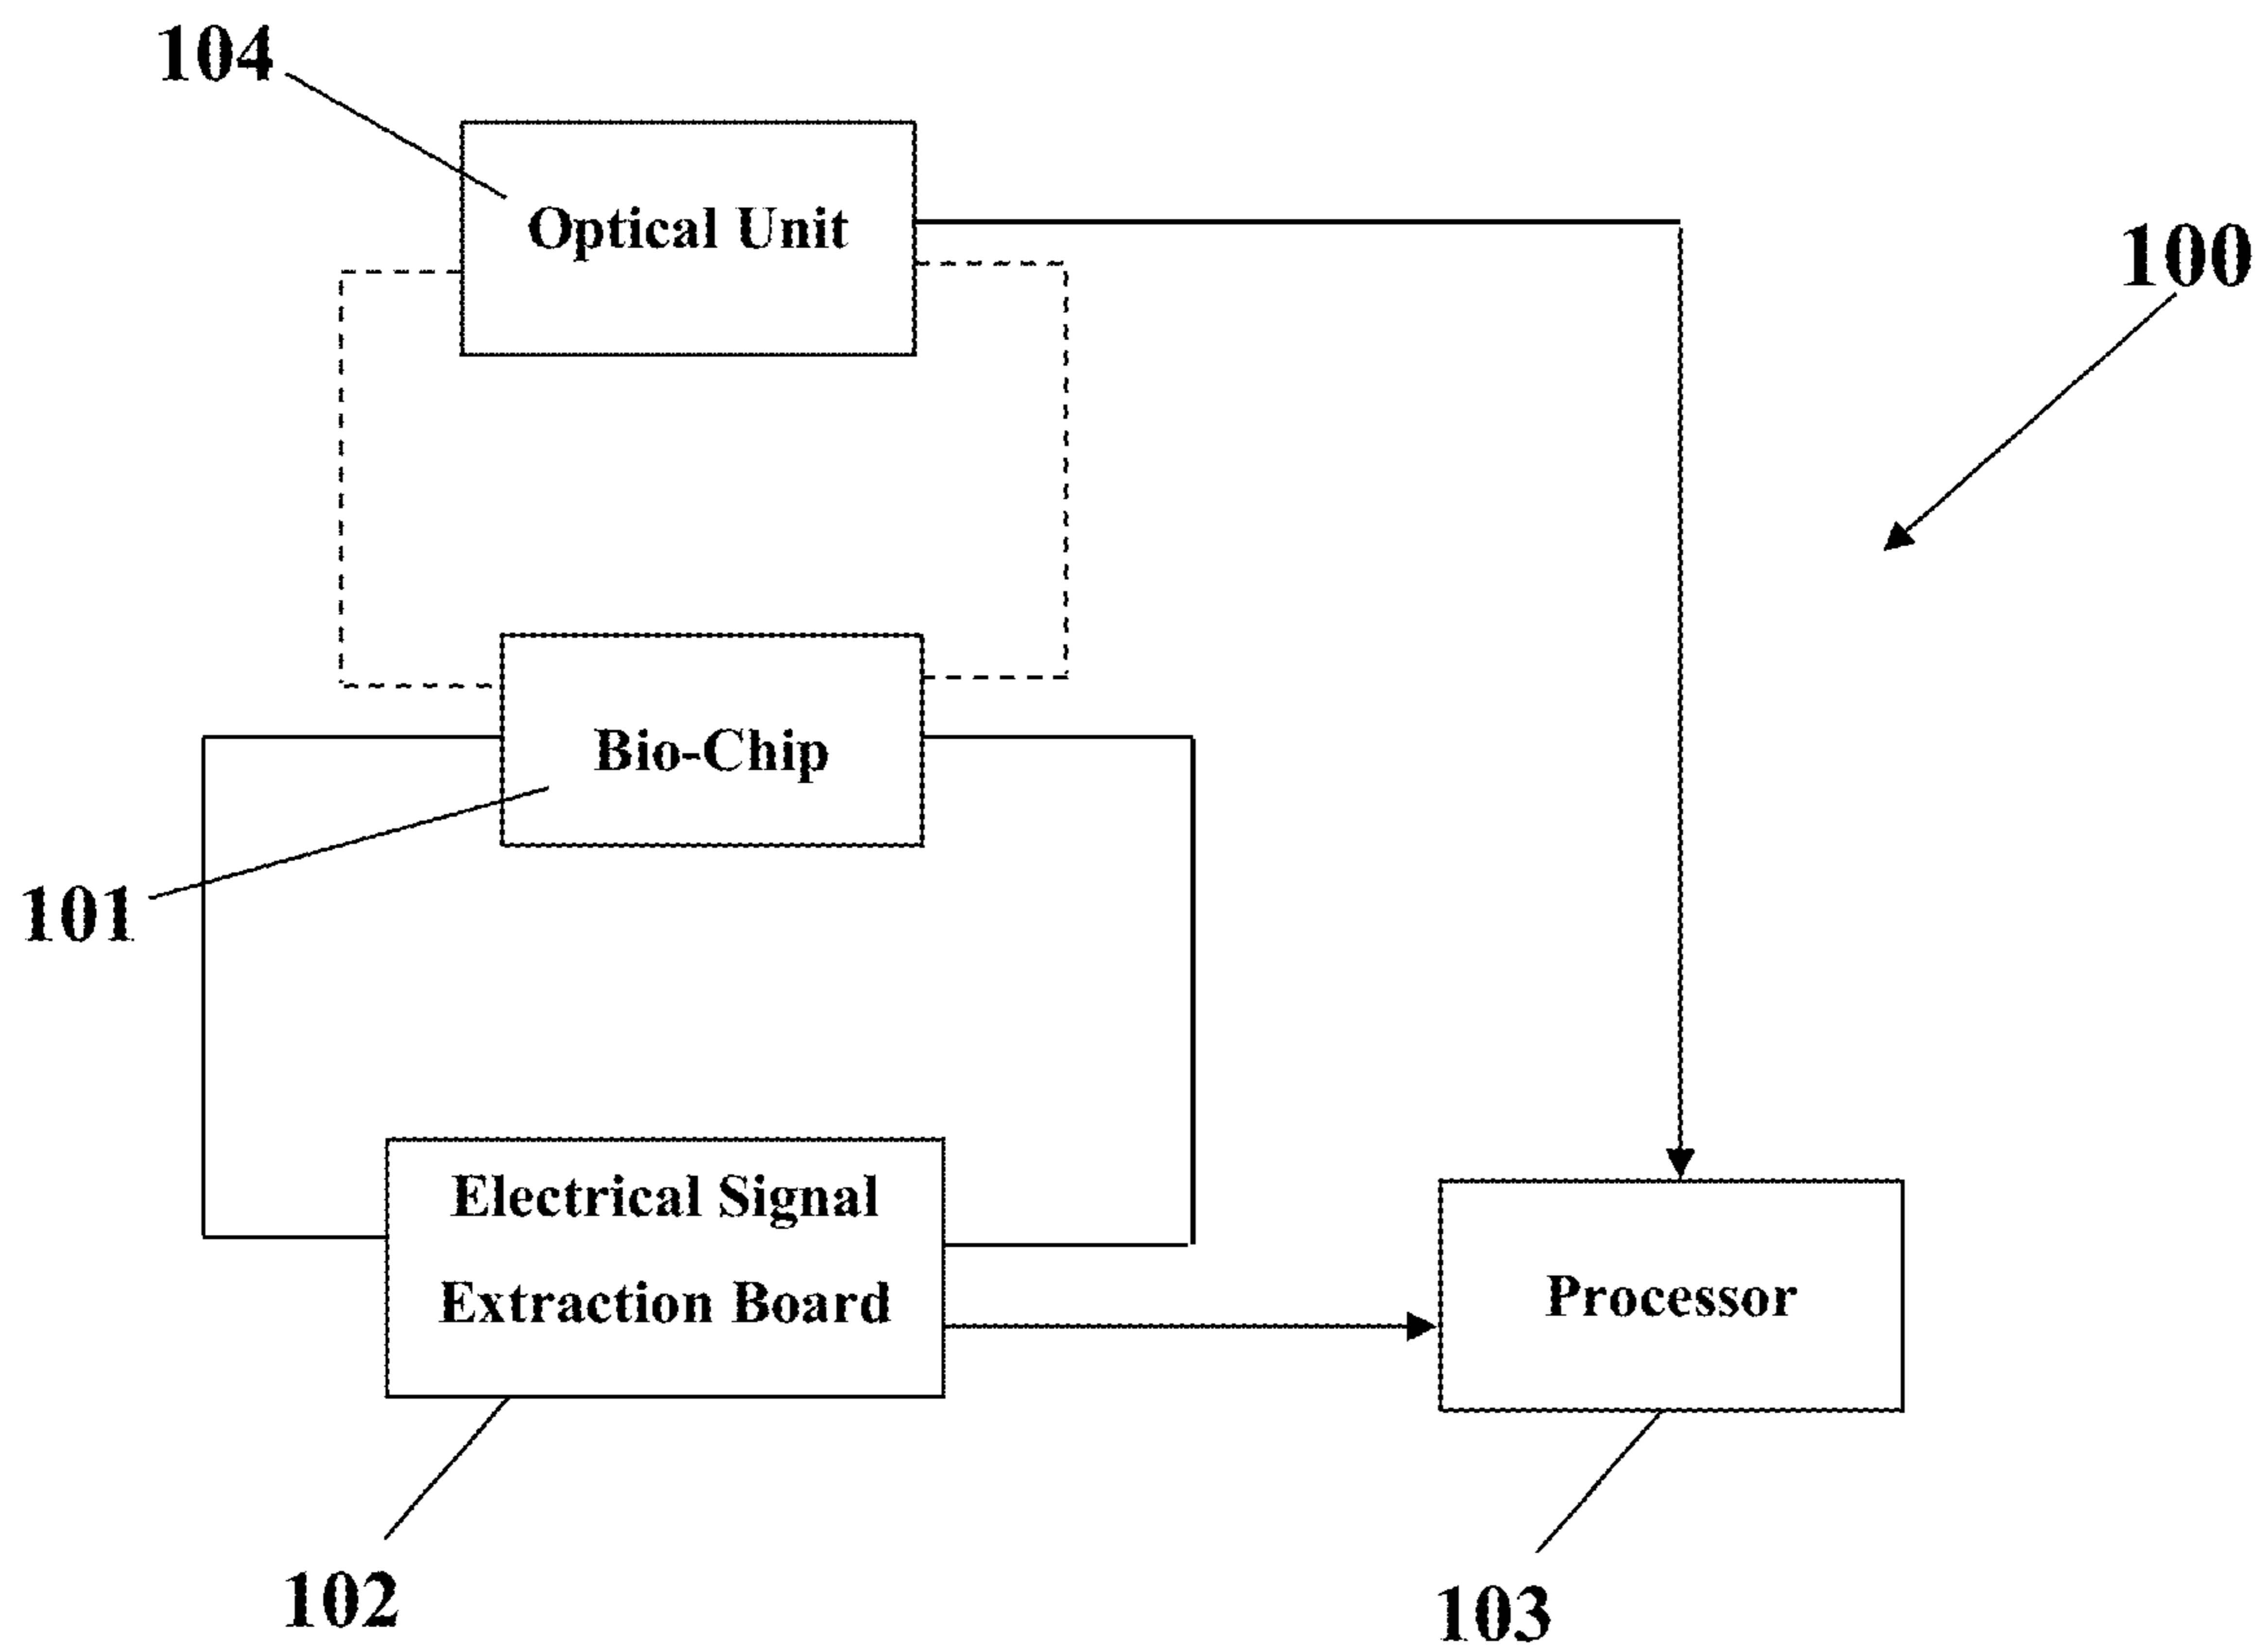 104
Optical Unit
100
Bio-Chip
101
Electrical Signal
Extraction Board
Processor
102
103